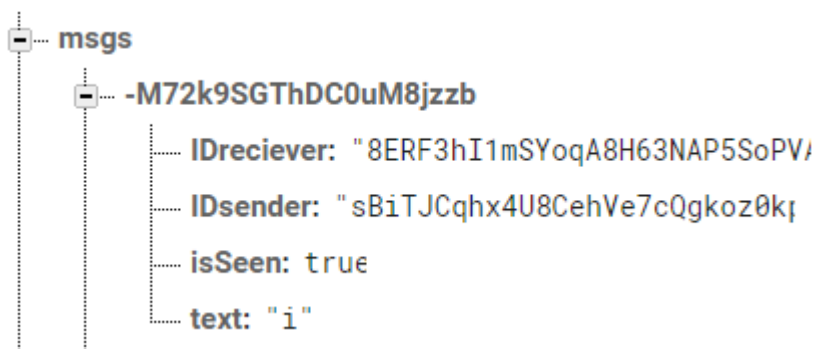 msgs
-M72k9SGThDC0uM8jzzb
IDreciever: "8ERF3hI1mSYoqA8H63NAP5SoPV
IDsender: "sBiTJCqhx4U8CehVe7cQgkoz0k
isSeen: true
text: "i"